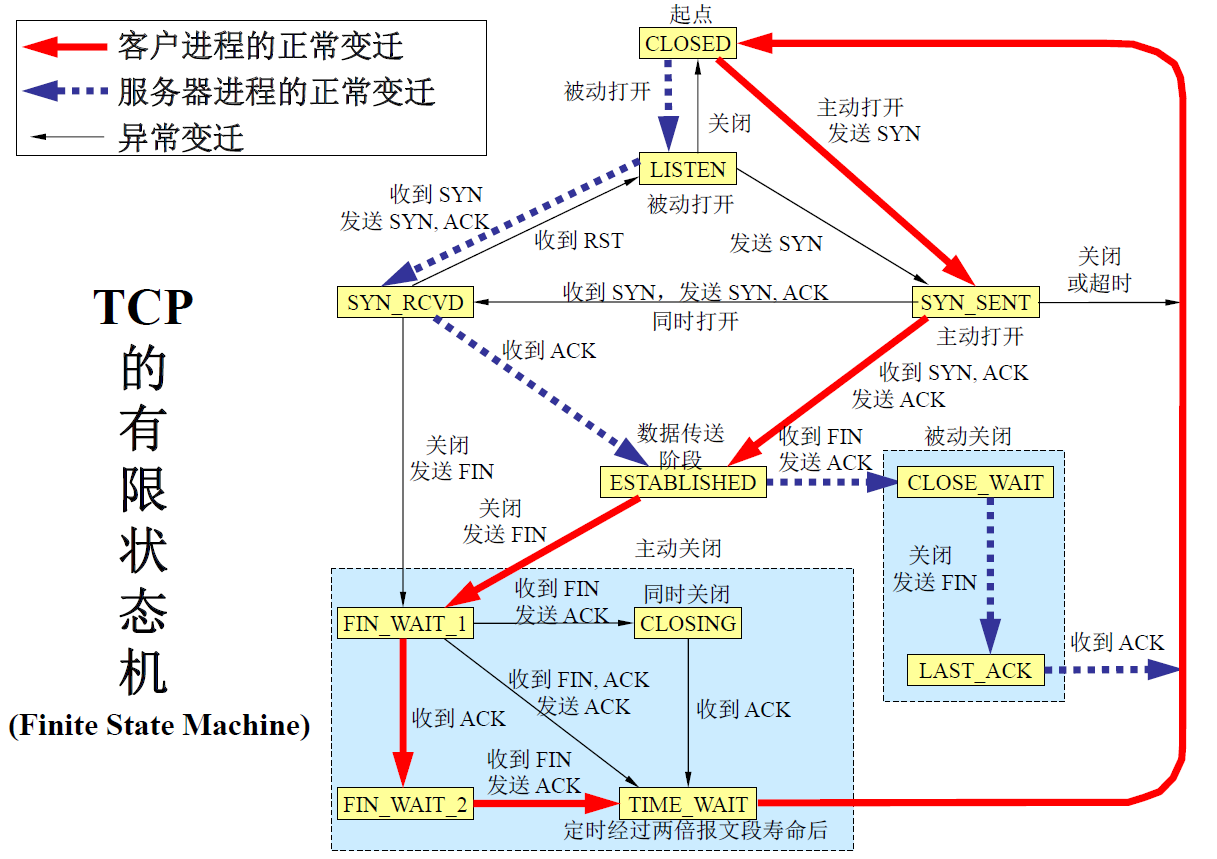 客户进程的正常变迁
服务器进程的正常变迁
异常变迁
起点
CLOSED
被动打开
关闭
主动打开
发送 SYN
LISTEN
被动打开
收到 SYN
发送 SYN, ACK
收到 RST
发送 SYN
关闭
或超时
SYN_RCVD
收到 SYN，发送 SYN, ACK
同时打开
SYN_SENT
主动打开
TCP
的
有
限
状
态
机
(Finite State Machine)
收到 ACK
收到 SYN, ACK
发送 ACK
关闭
发送 FIN
数据传送
阶段
ESTABLISHED
收到 FIN
发送 ACK
被动关闭
CLOSE_WAIT
关闭
发送 FIN
关闭
发送 FIN
LAST_ACK
收到 ACK
主动关闭
FIN_WAIT_1
收到 FIN
发送 ACK
同时关闭
CLOSING
收到 ACK
收到 FIN, ACK
发送 ACK
收到 ACK
FIN_WAIT_2
收到 FIN
发送 ACK
TIME_WAIT
定时经过两倍报文段寿命后